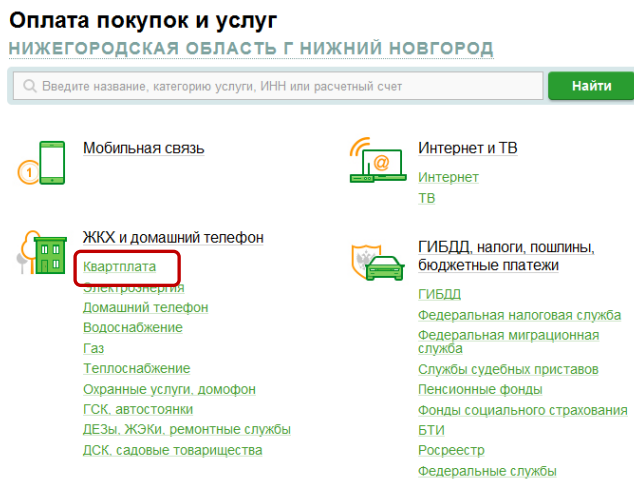 Оплата покупок и услуг
НИЖЕГОРОДСКАЯ ОБЛАСТЬ Г НИЖНИЙ НОВГОРОД
Введите название, категорию услуги, ИНН или расчетный счет
Найти
Мобильная связь
1
ЖКХ и домашний телефон
Квартплата
Электроэнергия
Домашний телефон
Водоснабжение
Газ
Теплоснабжение
Охранные услуги, домофон
ГСК, автостоянки
ДЕЗы, ЖЭКи, ремонтные службы
ДСК, садовые товарищества
Интернет и ТВ
@
Интернет
ТВ
ГИБДД, налоги, пошлины,
бюджетные платежи
ГИБДД
Федеральная налоговая служба
Федеральная миграционная
служба
Службы судебных приставов
Пенсионные фонды
Фонды социального страхования
БТИ
Росреестр
Федеральные службы